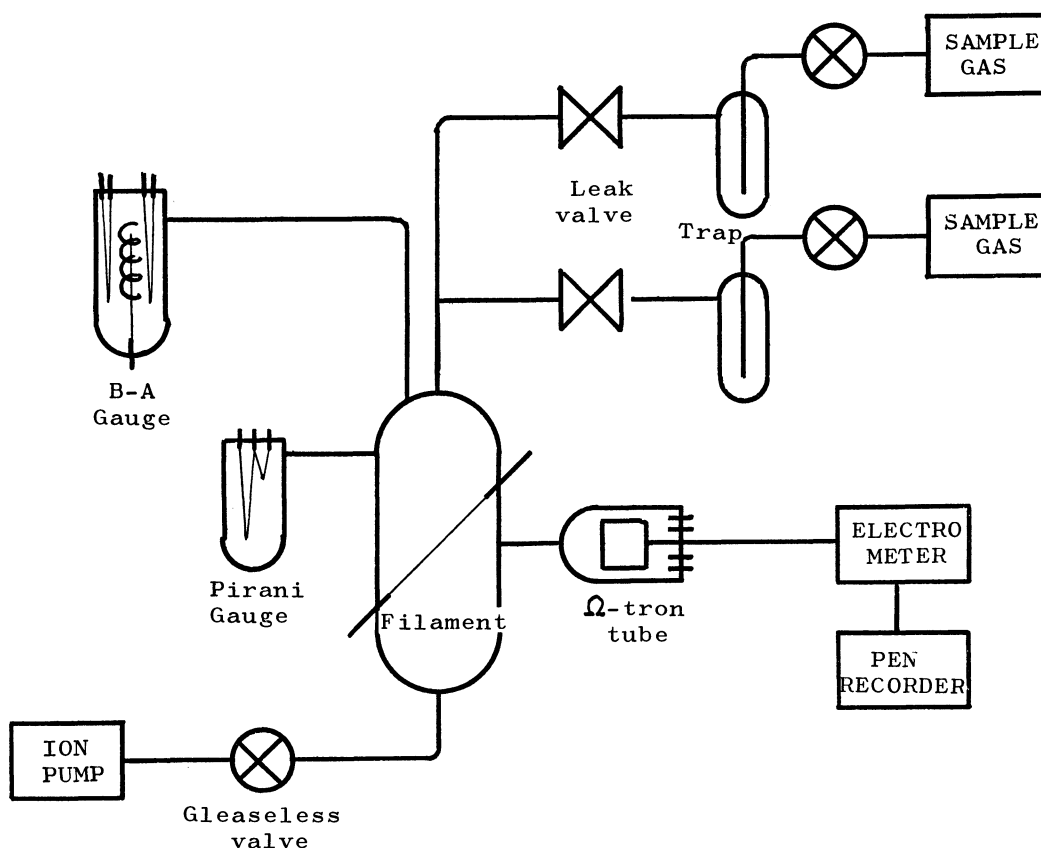 SAMPLE
GAS
Leak
valve
Trap
SAMPLE
GAS
B-A
Gauge
Pirani
Gauge
Filament
Ω-tron
tube
ELECTRO
METER
PEN
RECORDER
ION
PUMP
Gleaseless
valve